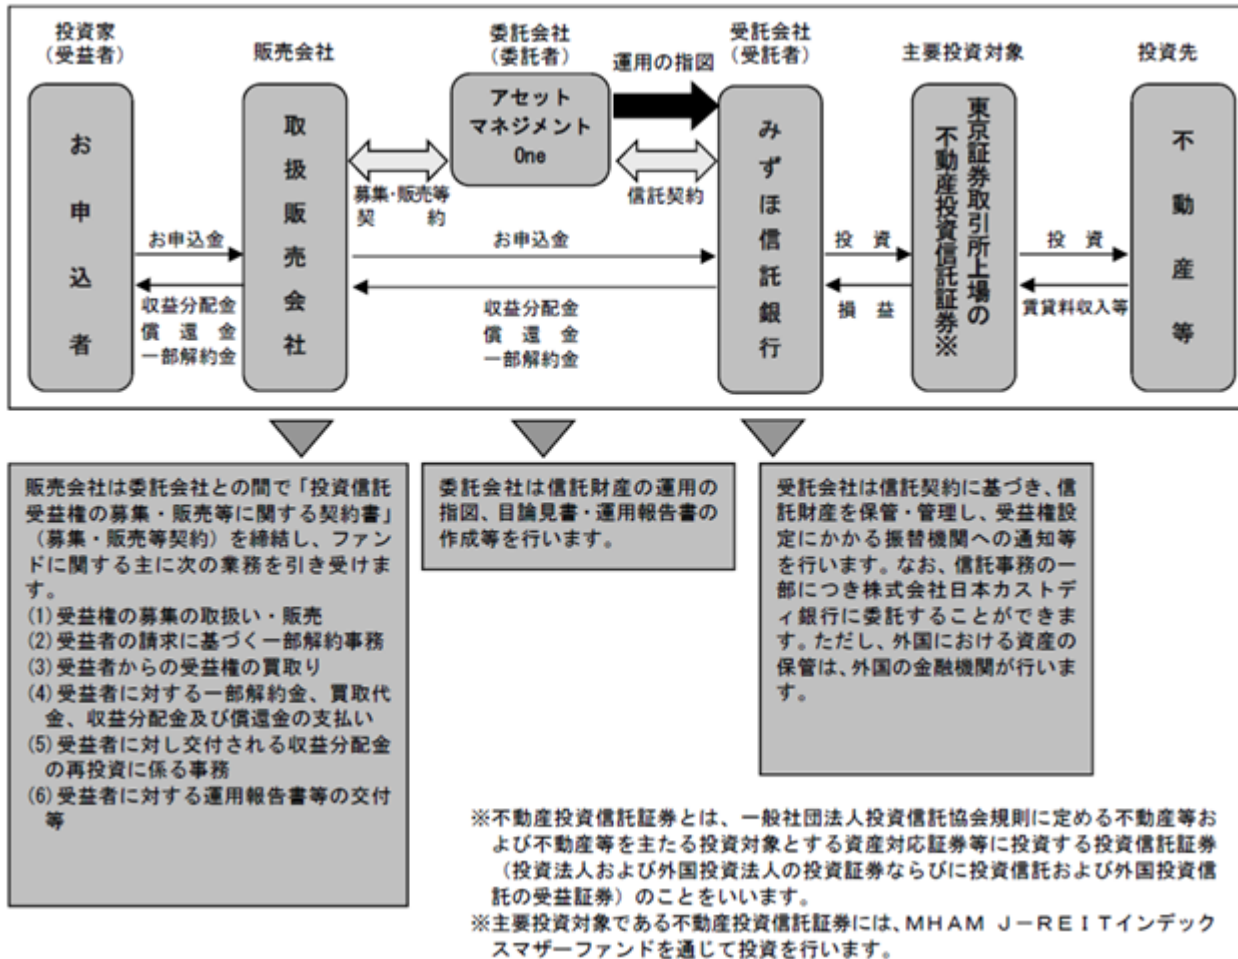 投資家
（受益者）
販売会社
委託会社
（委託者）
受託会社
（受託者）
主要投資対象
投資先
運用の指図
お申込者
取扱販売会社
アセット
マネジメント
One
みずほ信託銀行
東京証券取引所上場の
不動産投資信託証券※
不動産等
募集・販売等
契　　約
信託契約
お申込金
収益分配金
償　還　金
一部解約金
お申込金
収益分配金
償　還　金
一部解約金
投　資
損　益
投　資
賃貸料収入等
販売会社は委託会社との間で「投資信託
受益権の募集・販売等に関する契約書」
（募集・販売等契約）を締結し、ファン
ドに関する主に次の業務を引き受けま
す。
(1)受益権の募集の取扱い・販売
(2)受益者の請求に基づく一部解約事務
(3)受益者からの受益権の買取り
(4)受益者に対する一部解約金、買取代
金、収益分配金及び償還金の支払い
(5)受益者に対し交付される収益分配金
の再投資に係る事務
(6)受益者に対する運用報告書等の交付
等
委託会社は信託財産の運用の
指図、目論見書・運用報告書の
作成等を行います。
受託会社は信託契約に基づき、信
託財産を保管・管理し、受益権設
定にかかる振替機関への通知等
を行います。なお、信託事務の一
部につき株式会社日本カストデ
ィ銀行に委託することができま
す。ただし、外国における資産の
保管は、外国の金融機関が行いま
す。
※不動産投資信託証券とは、一般社団法人投資信託協会規則に定める不動産等お
よび不動産等を主たる投資対象とする資産対応証券等に投資する投資信託証券
（投資法人および外国投資法人の投資証券ならびに投資信託および外国投資信
託の受益証券）のことをいいます。
※主要投資対象である不動産投資信託証券には、ＭＨＡＭ　Ｊ－ＲＥＩＴインデック
スマザーファンドを通じて投資を行います。